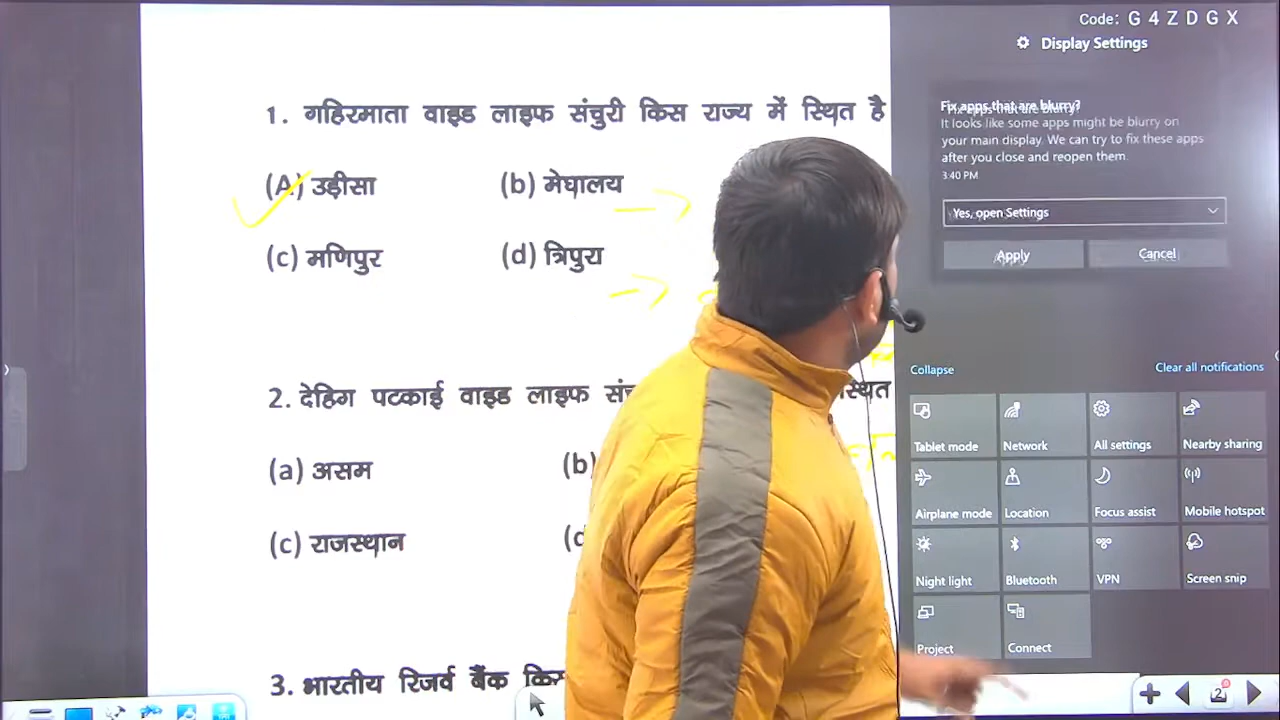 Code: G4ZDGX
Display Settings
1. गहिरमाता वाइड लाइफ संचुरी किस राज्य में स्थित है
(A) उड़ीसा (b) मेघालय
(c) मणिपुर (d) त्रिपुरा
2. देहिग पटकाई वाइड लाइफ स्थित
(a) असम (b)
(c) राजस्थान
3. भारतीय रिजर्व बैंक
Fix apps that are blurry?
It looks like some apps might be blurry on
your main display. We can try to fix these apps
after you close and reopen them.
3:40 PM
Yes, open Settings
Apply Cancel
Collapse Clear all notifications
Tablet mode Network All settings Nearby sharing
Airplane mode Location Focus assist Mobile hotspot
Night light Bluetooth VPN Screen snip
Project Connect
2